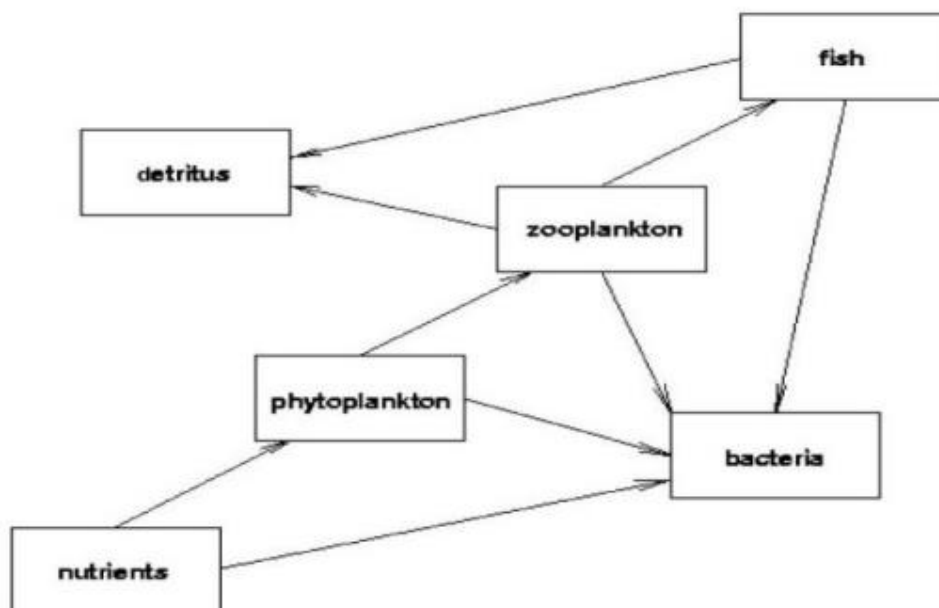 fish
detritus
zooplankton
phytoplankton
bacteria
nutrients